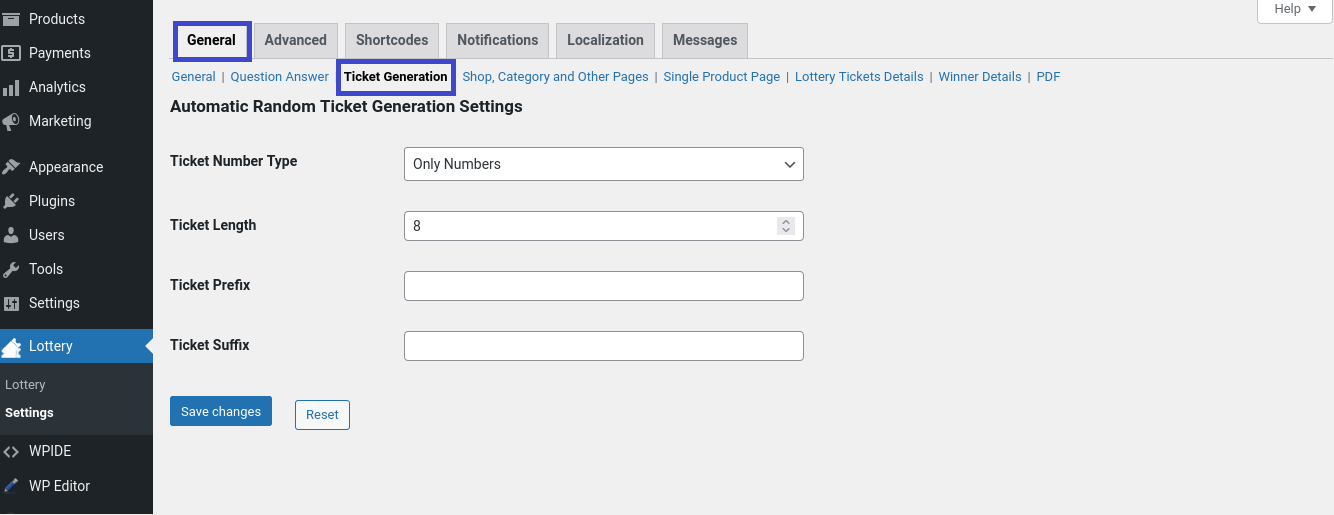 Products
Payments
Analytics
Marketing
Appearance
Plugins
Users
Tools
Settings
Lottery
Lottery
Settings
WPIDE
WP Editor
Help
General Advanced Shortcodes Notifications Localization Messages
General | Question Answer Ticket Generation Shop, Category and Other Pages | Single Product Page | Lottery Tickets Details | Winner Details | PDF
Automatic Random Ticket Generation Settings
Ticket Number Type Only Numbers
Ticket Length 8
Ticket Prefix
Ticket Suffix
Save changes Reset